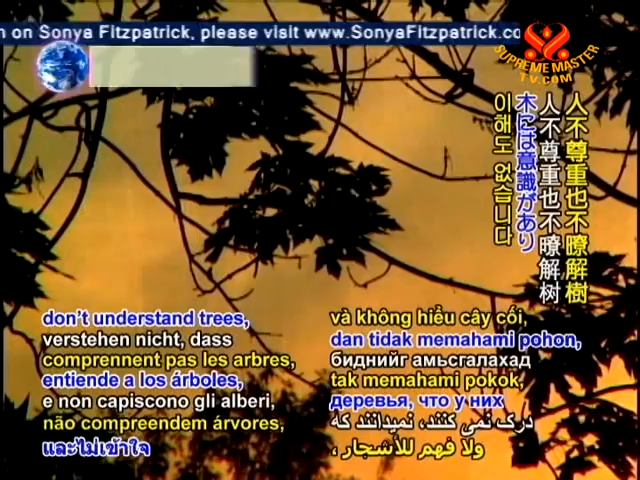 n on Sonya Fitzpatrick, please visit www.SonyaFitzpatrick.co
SUPREME MASTER
TV.COM
人不尊重也不瞭解樹
人不尊重也不瞭解树
木には意識があり
이해도 없습니다
don't understand trees,
verstehen nicht, dass
comprennent pas les arbres,
entiende a los árboles,
e non capiscono gli alberi,
não compreendem árvores,
และไม่เข้าใจ
và không hiểu cây cối,
dan tidak memahami pohon,
биднийг амьсгалахад
tak memahami pokok,
деревья, что у них
درک نمی کنند، نمیدانند که
ولا فهم للأشجار ،